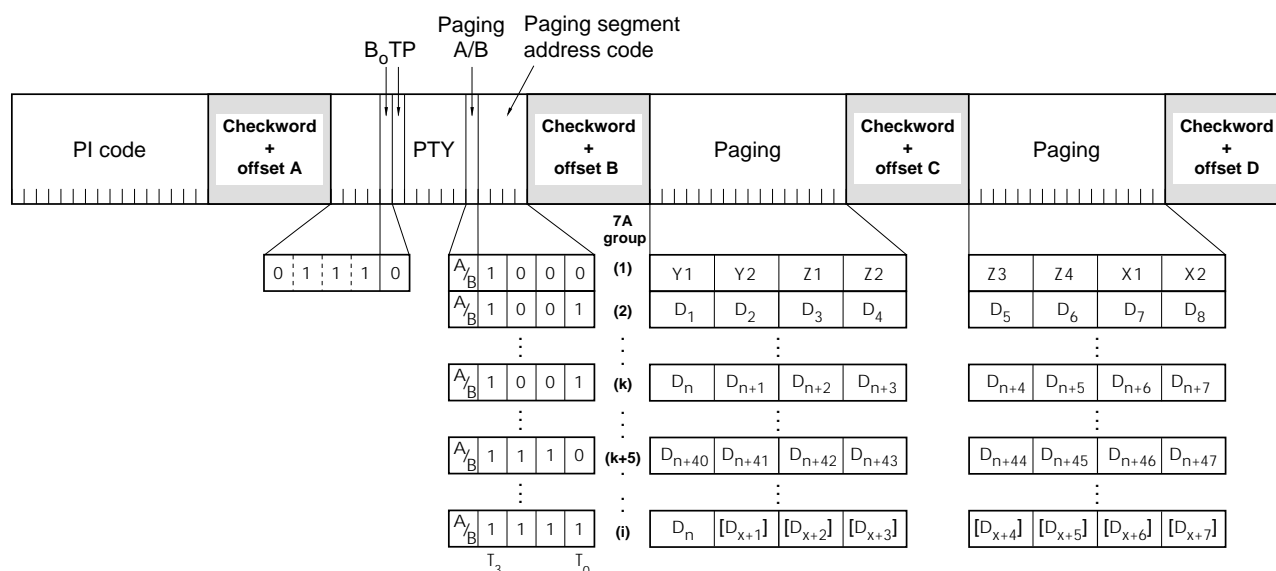 Paging Paging segment
A/B address code
BoTP
PI code
Checkword + offset A
PTY
Checkword + offset B
Paging
Checkword + offset C
Paging
Checkword + offset D
7A group
0 1 1 1 0
A/B 1 0 0 0 (1) Y1 Y2 Z1 Z2 Z3 Z4 X1 X2
A/B 1 0 0 1 (2) D1 D2 D3 D4 D5 D6 D7 D8
A/B 1 0 0 1 (k) Dn Dn+1 Dn+2 Dn+3 Dn+4 Dn+5 Dn+6 Dn+7
A/B 1 1 1 0 (k+5) Dn+40 Dn+41 Dn+42 Dn+43 Dn+44 Dn+45 Dn+46 Dn+47
A/B 1 1 1 1 (i) Dn [Dx+1] [Dx+2] [Dx+3] [Dx+4] [Dx+5] [Dx+6] [Dx+7]
T3 T0